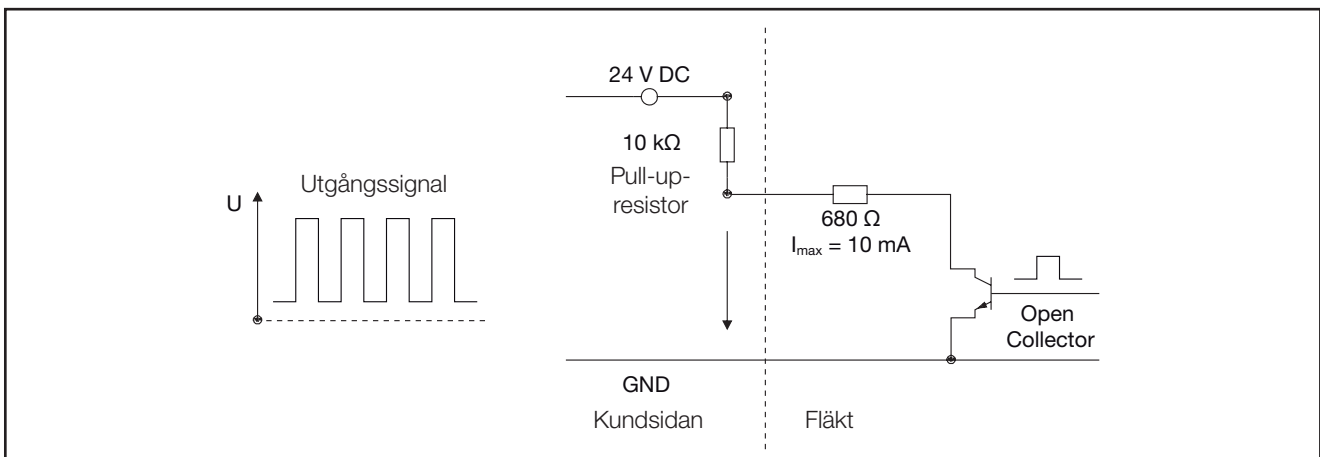 24 V DC
10 kΩ
Pull-up-
resistor
Utgångssignal
U
680 Ω
Imax = 10 mA
Open
Collector
GND
Kundsidan
Fläkt